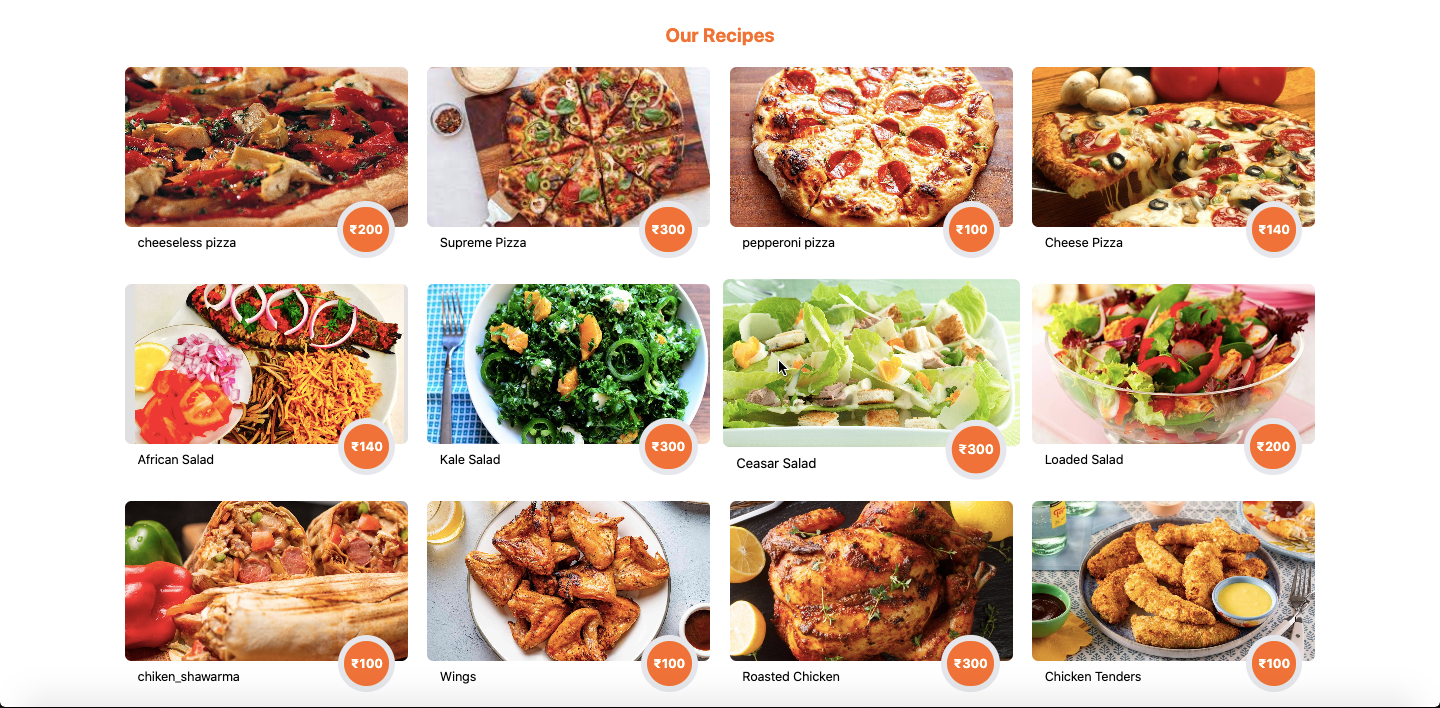 Our Recipes
₹200
₹300
₹100
₹140
cheeseless pizza
Supreme Pizza
pepperoni pizza
Cheese Pizza
₹140
₹300
₹300
₹200
African Salad
Kale Salad
Ceasar Salad
Loaded Salad
₹100
₹100
₹300
₹100
chiken_shawarma
Wings
Roasted Chicken
Chicken Tenders